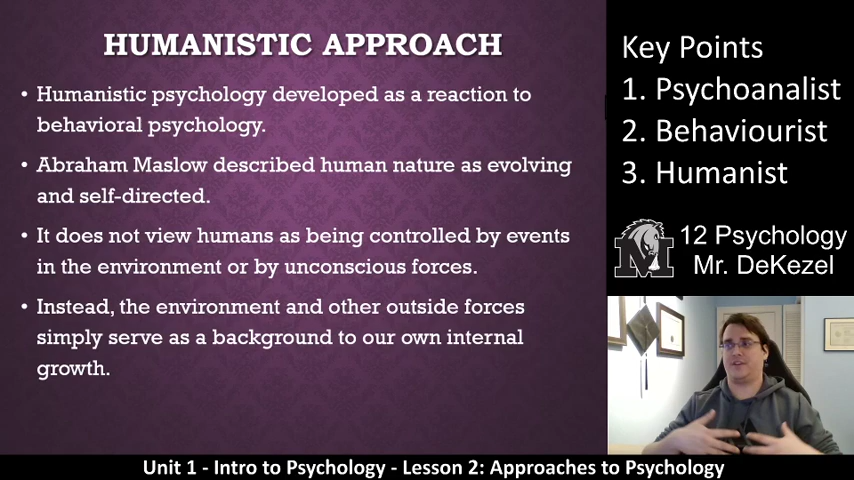 HUMANISTIC APPROACH
• Humanistic psychology developed as a reaction to
behavioral psychology.
• Abraham Maslow described human nature as evolving
and self-directed.
• It does not view humans as being controlled by events
in the environment or by unconscious forces.
• Instead, the environment and other outside forces
simply serve as a background to our own internal
growth.
Key Points
1. Psychoanalist
2. Behaviourist
3. Humanist
M
12 Psychology
Mr. DeKezel
Unit 1 - Intro to Psychology - Lesson 2: Approaches to Psychology